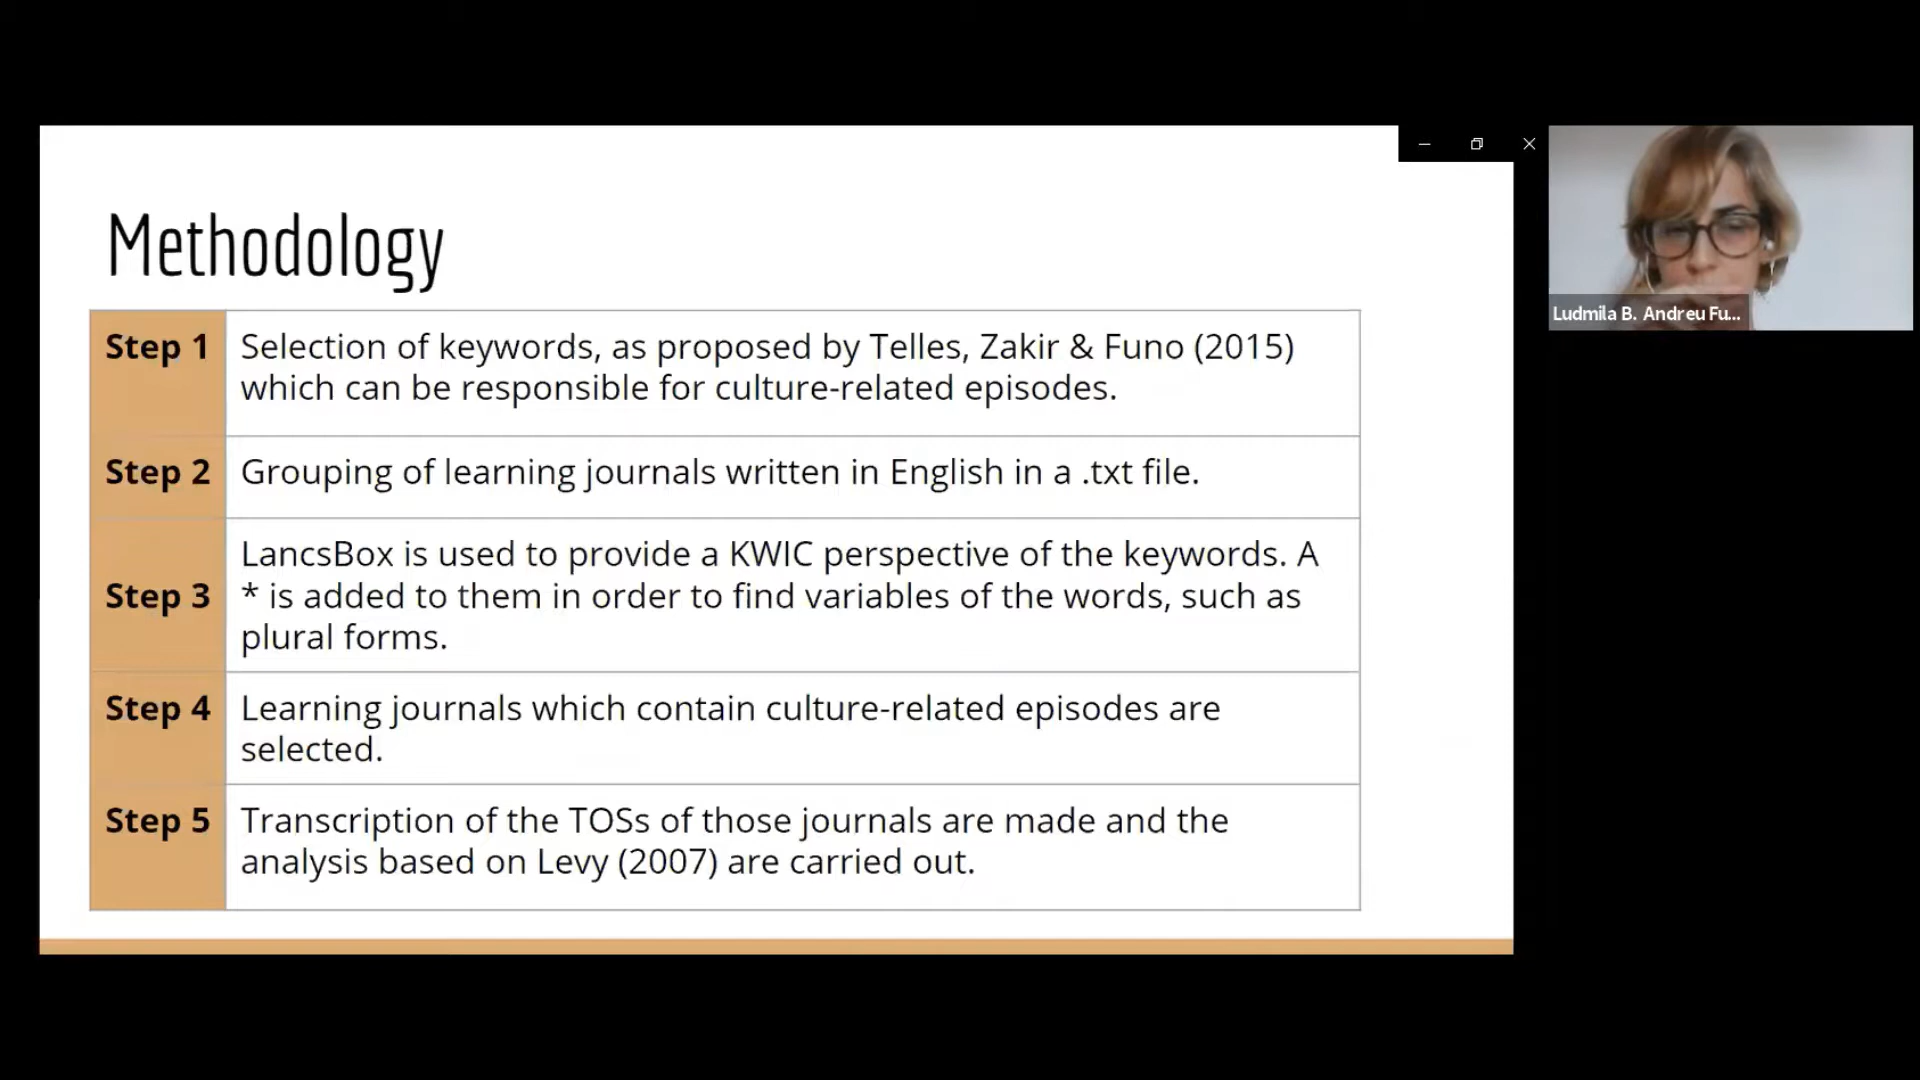 Methodology
Step 1
Selection of keywords, as proposed by Telles, Zakir & Funo (2015)
which can be responsible for culture-related episodes.
Step 2
Grouping of learning journals written in English in a .txt file.
Step 3
LancsBox is used to provide a KWIC perspective of the keywords. A
* is added to them in order to find variables of the words, such as
plural forms.
Step 4
Learning journals which contain culture-related episodes are
selected.
Step 5
Transcription of the TOSs of those journals are made and the
analysis based on Levy (2007) are carried out.
Ludmila B. Andreu Fu...